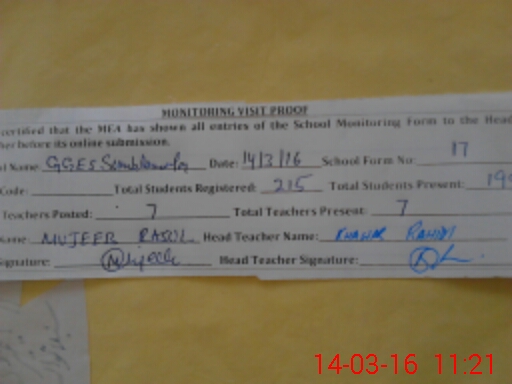 MONITORING VISIT PROOF
certified that the MEA has shown all entries of the School Monitoring Form to the Head
her before its online submission.
Name: GGES Date: 14/3/16 School Form No: 17
Code: Total Students Registered: 215 Total Students Present: 19
Teachers Posted: 7 Total Teachers Present: 7
Name: MUJEEB RASOOL Head Teacher Name:
Signature: Head Teacher Signature:
14-03-16 11:21